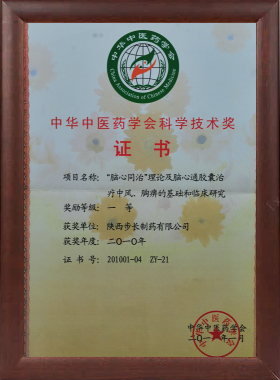 中华中医药学会
China Association of Chinese Medicine
中华中医药学会科学技术奖
证书
项目名称：“脑心同治”理论及脑心通胶囊治
疗中风、胸痹的基础和临床研究
奖励等级：一 等
获奖单位：陕西步长制药有限公司
获奖年度：二〇一〇年
证 书 号：201001-04 ZY-21
中华中医药学会